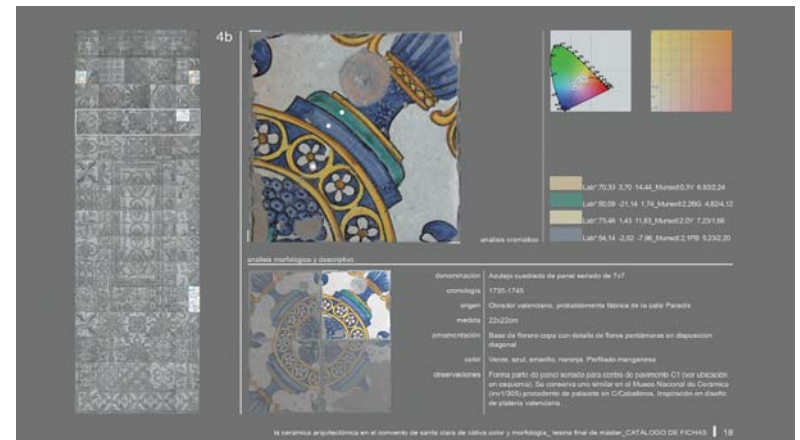 4b
Lab*:70,33 3,70 14,44_Munsell:0.3Y 6,93/2,24
Lab*:50,09 -21,14 1,74_Munsell:2,2BG 4,82/4,12
Lab*:73,46 1,43 11,83_Munsell:2.0Y 7,23/1,66
Lab*:54,14 -2,52 -7,96_Munsell:2,1PB 5,23/2,20
análisis cromático
análisis morfológico y descriptivo
denominación Azulejo cuadrado de panel seriado de 7x7
cronología 1735-1745
origen Obrador valenciano, probablemente fábrica de la calle Paradís
medida 22x22cm
ornamentación Base de florero-copa con detalle de flores pentámeras en disposición
diagonal
color Verde, azul, amarillo, naranja. Perfilado manganeso
observaciones Forma parte de panel seriado para centro de pavimento C1 (ver ubicación
en esquema). Se conserva uno similar en el Museo Nacional de Cerámica
(inv1/305) procedente de palacete en C/Caballeros. Inspiración en diseño
de platería valenciana.
la cerámica arquitectónica en el convento de santa clara de xàtiva:color y morfología_ tesina final de máster_CATÁLOGO DE FICHAS | 18